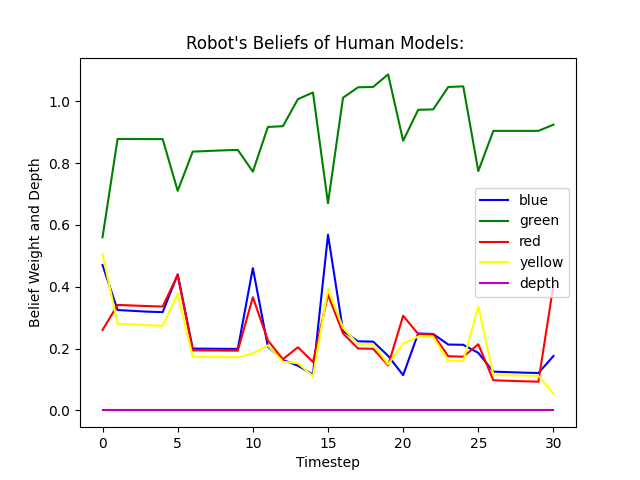 Robot's Beliefs of Human Models:
Belief Weight and Depth
1.0
0.8
0.6
0.4
0.2
0.0
blue
green
red
yellow
depth
0 5 10 15 20 25 30
Timestep